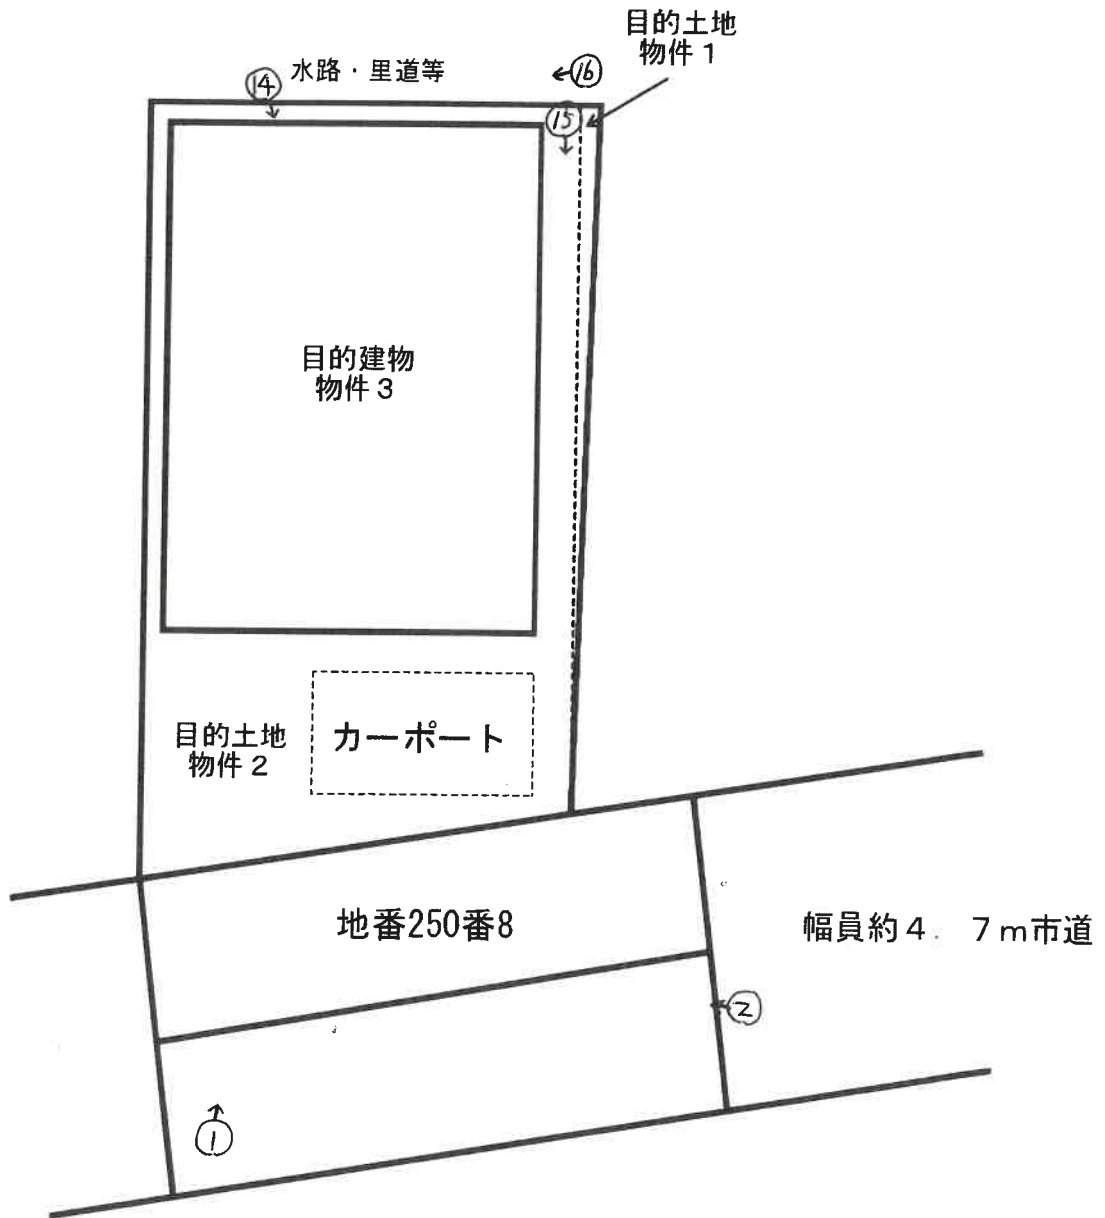 目的土地
物件1
水路・里道等
⑭
⑯
⑮
目的建物
物件3
目的土地
物件2
カーポート
地番250番8
幅員約4．7m市道
②
①